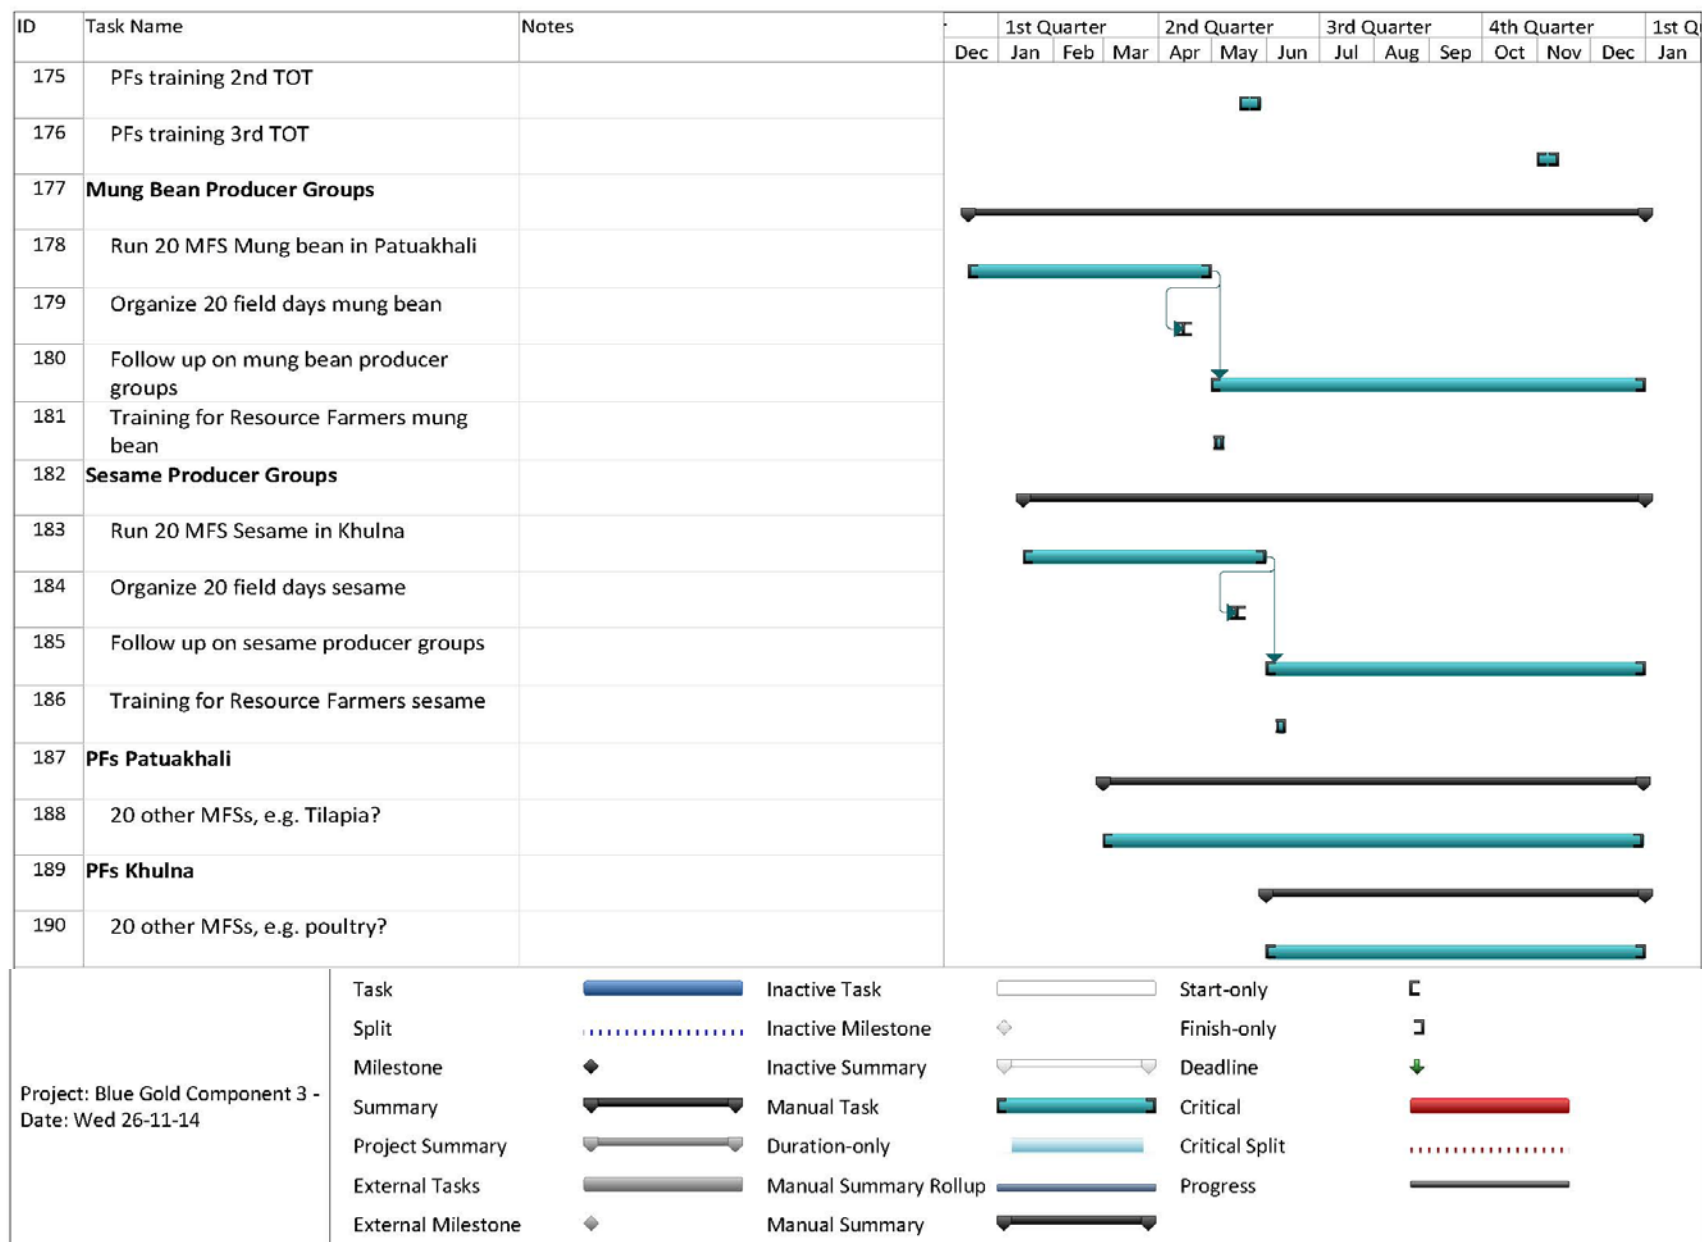 ID Task Name Notes 1st Quarter 2nd Quarter 3rd Quarter 4th Quarter 1st Q
Dec Jan Feb Mar Apr May Jun Jul Aug Sep Oct Nov Dec Jan
175 PFs training 2nd TOT
176 PFs training 3rd TOT
177 Mung Bean Producer Groups
178 Run 20 MFS Mung bean in Patuakhali
179 Organize 20 field days mung bean
180 Follow up on mung bean producer
groups
181 Training for Resource Farmers mung
bean
182 Sesame Producer Groups
183 Run 20 MFS Sesame in Khulna
184 Organize 20 field days sesame
185 Follow up on sesame producer groups
186 Training for Resource Farmers sesame
187 PFs Patuakhali
188 20 other MFSs, e.g. Tilapia?
189 PFs Khulna
190 20 other MFSs, e.g. poultry?
Project: Blue Gold Component 3 -
Date: Wed 26-11-14
Task Inactive Task Start-only
Split Inactive Milestone Finish-only
Milestone Inactive Summary Deadline
Summary Manual Task Critical
Project Summary Duration-only Critical Split
External Tasks Manual Summary Rollup Progress
External Milestone Manual Summary